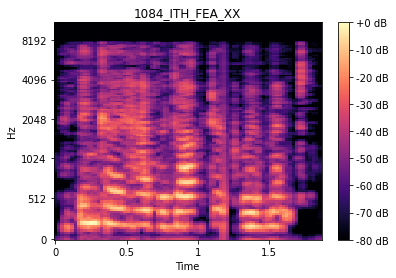 1084_ITH_FEA_XX
+0 dB
8192
-10 dB
4096
-20 dB
-30 dB
2048
Hz
-40 dB
1024
-50 dB
512
-60 dB
-70 dB
0
-80 dB
0
0.5
1
1.5
Time